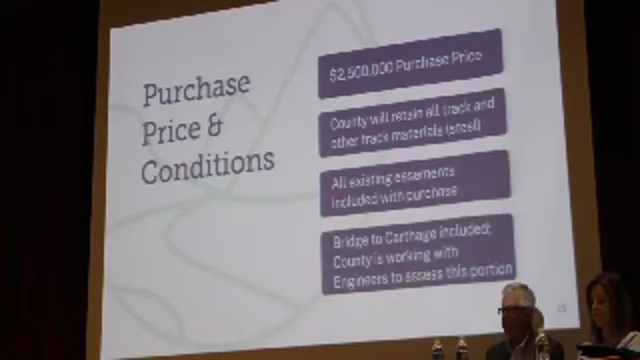 Purchase
Price &
Conditions
$2,500,000 Purchase Price
County will retain all track and
other track materials (steel)
All existing easements
included with purchase
Bridge to Carthage included;
County is working with
Engineers to assess this portion